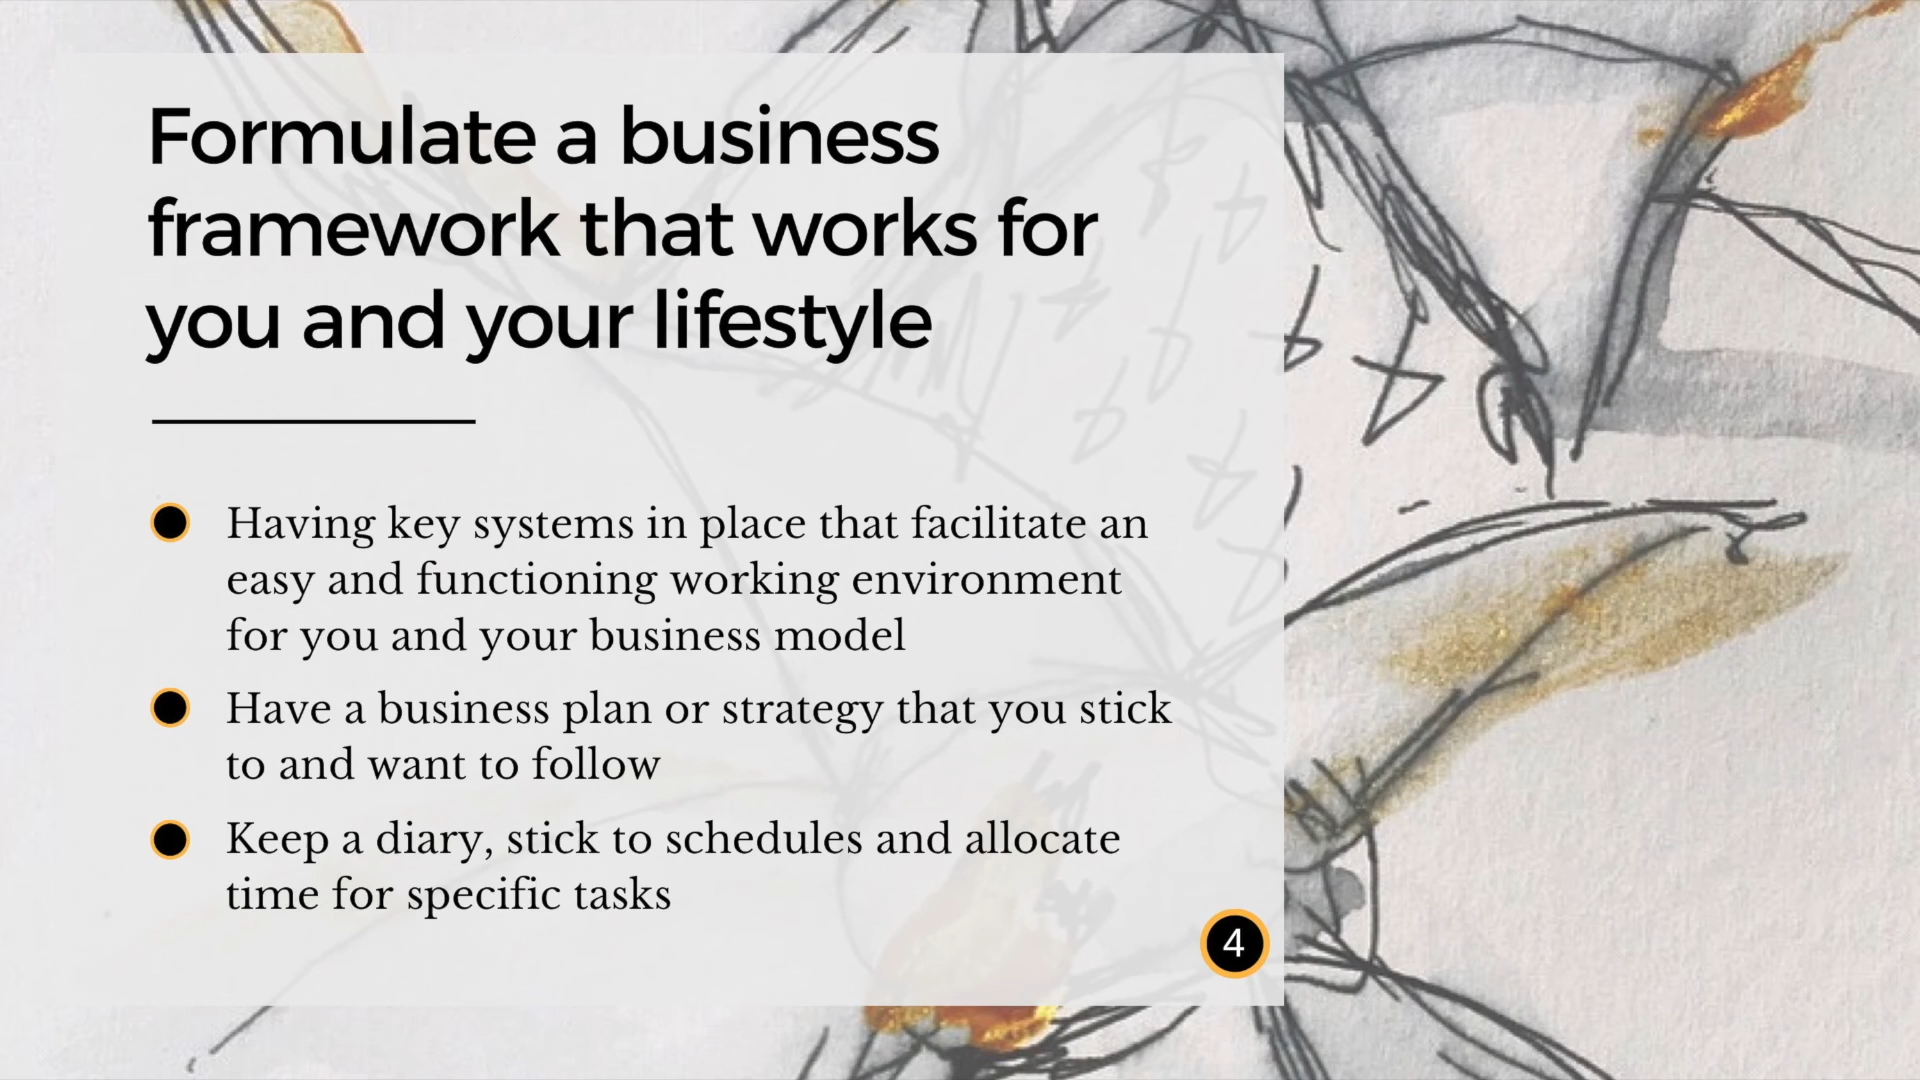 Formulate a business
framework that works for
you and your lifestyle
Having key systems in place that facilitate an
easy and functioning working environment
for you and your business model
Have a business plan or strategy that you stick
to and want to follow
Keep a diary, stick to schedules and allocate
time for specific tasks
4